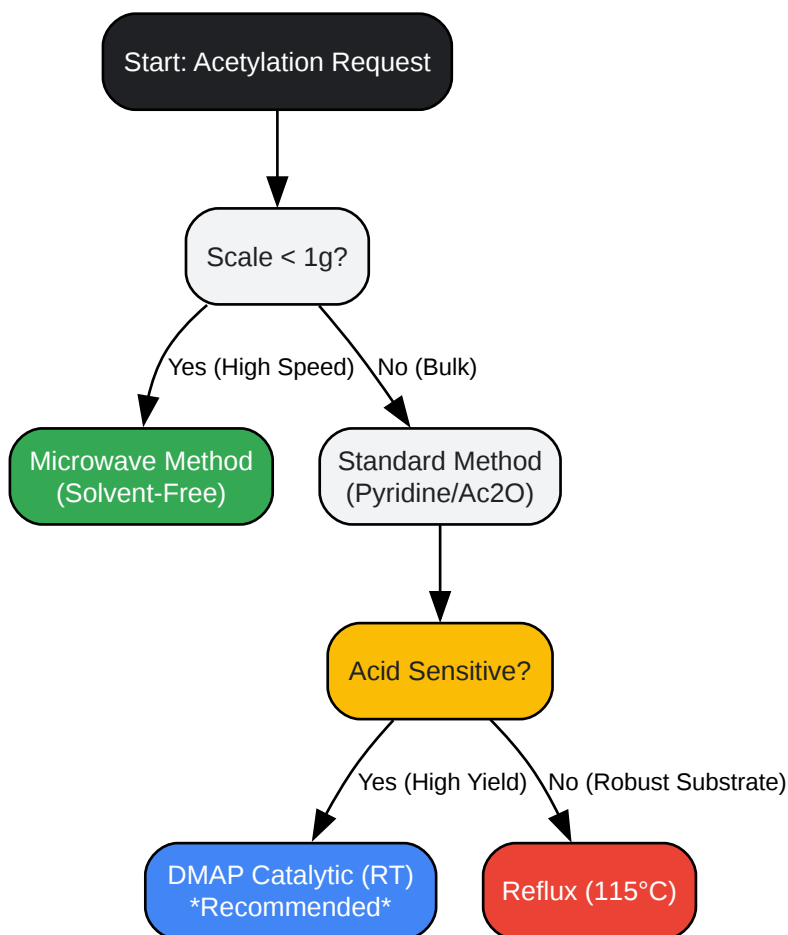 Start: Acetylation Request
Scale < 1g?
Yes (High Speed)
No (Bulk)
Microwave Method
(Solvent-Free)
Standard Method
(Pyridine/Ac2O)
Acid Sensitive?
Yes (High Yield)
No (Robust Substrate)
DMAP Catalytic (RT)
*Recommended*
Reflux (115°C)